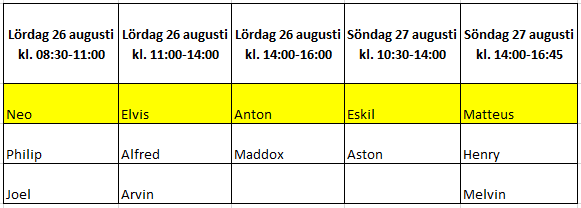 Lördag 26 augusti Lördag 26 augusti Lördag 26 augusti Söndag 27 augusti Söndag 27 augusti
kl. 08:30-11:00 kl. 11:00-14:00 kl. 14:00-16:00 kl. 10:30-14:00 kl. 14:00-16:45
Neo Elvis Anton Eskil Matteus
Philip Alfred Maddox Aston Henry
Joel Arvin Melvin